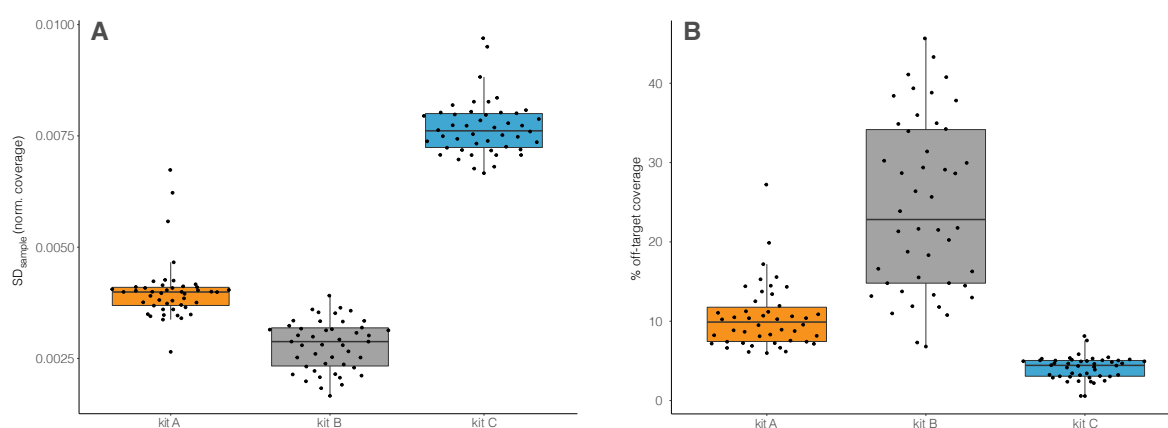 A
0.0100
0.0075
0.0050
0.0025
SDsample (norm. coverage)
kit A
kit B
kit C
B
40
30
20
10
0
% off-target coverage
kit A
kit B
kit C